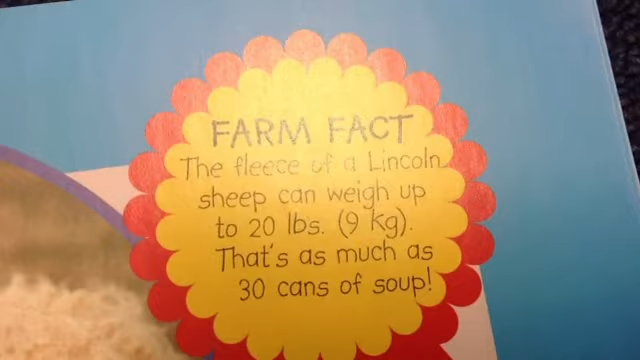 FARM FACT
The fleece of a Lincoln
sheep can weigh up
to 20 lbs. (9 kg).
That's as much as
30 cans of soup!